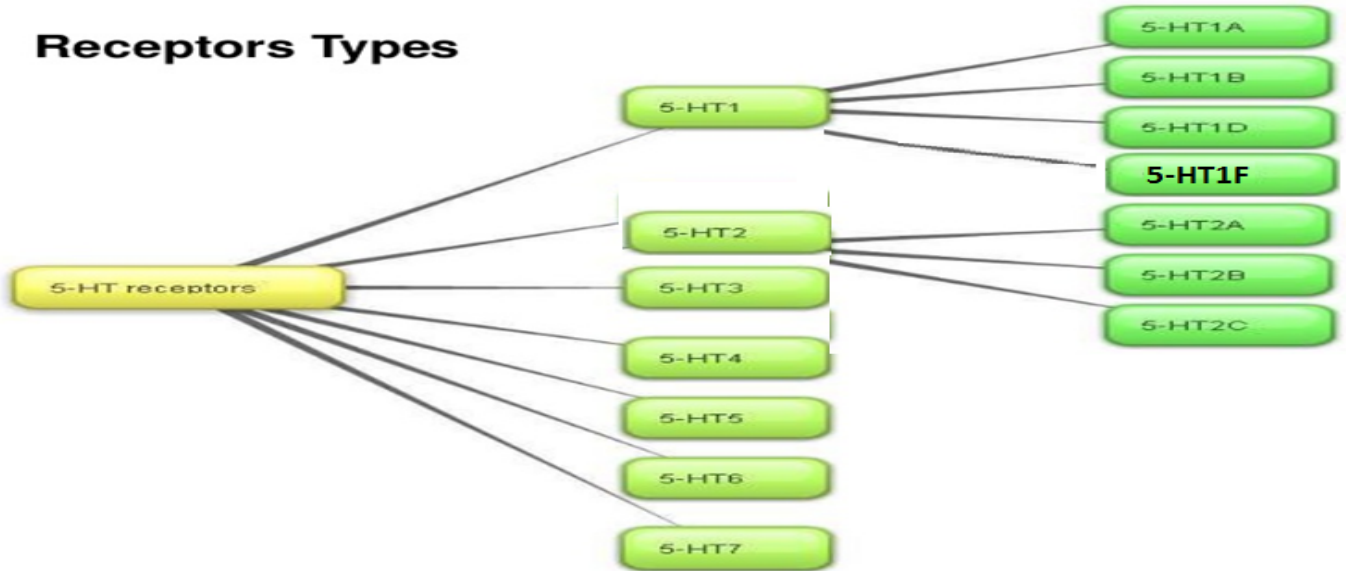 Receptors Types
5-HT receptors
5-HT1
5-HT2
5-HT3
5-HT4
5-HT5
5-HT6
5-HT7
5-HT1A
5-HT1B
5-HT1D
5-HT1F
5-HT2A
5-HT2B
5-HT2C